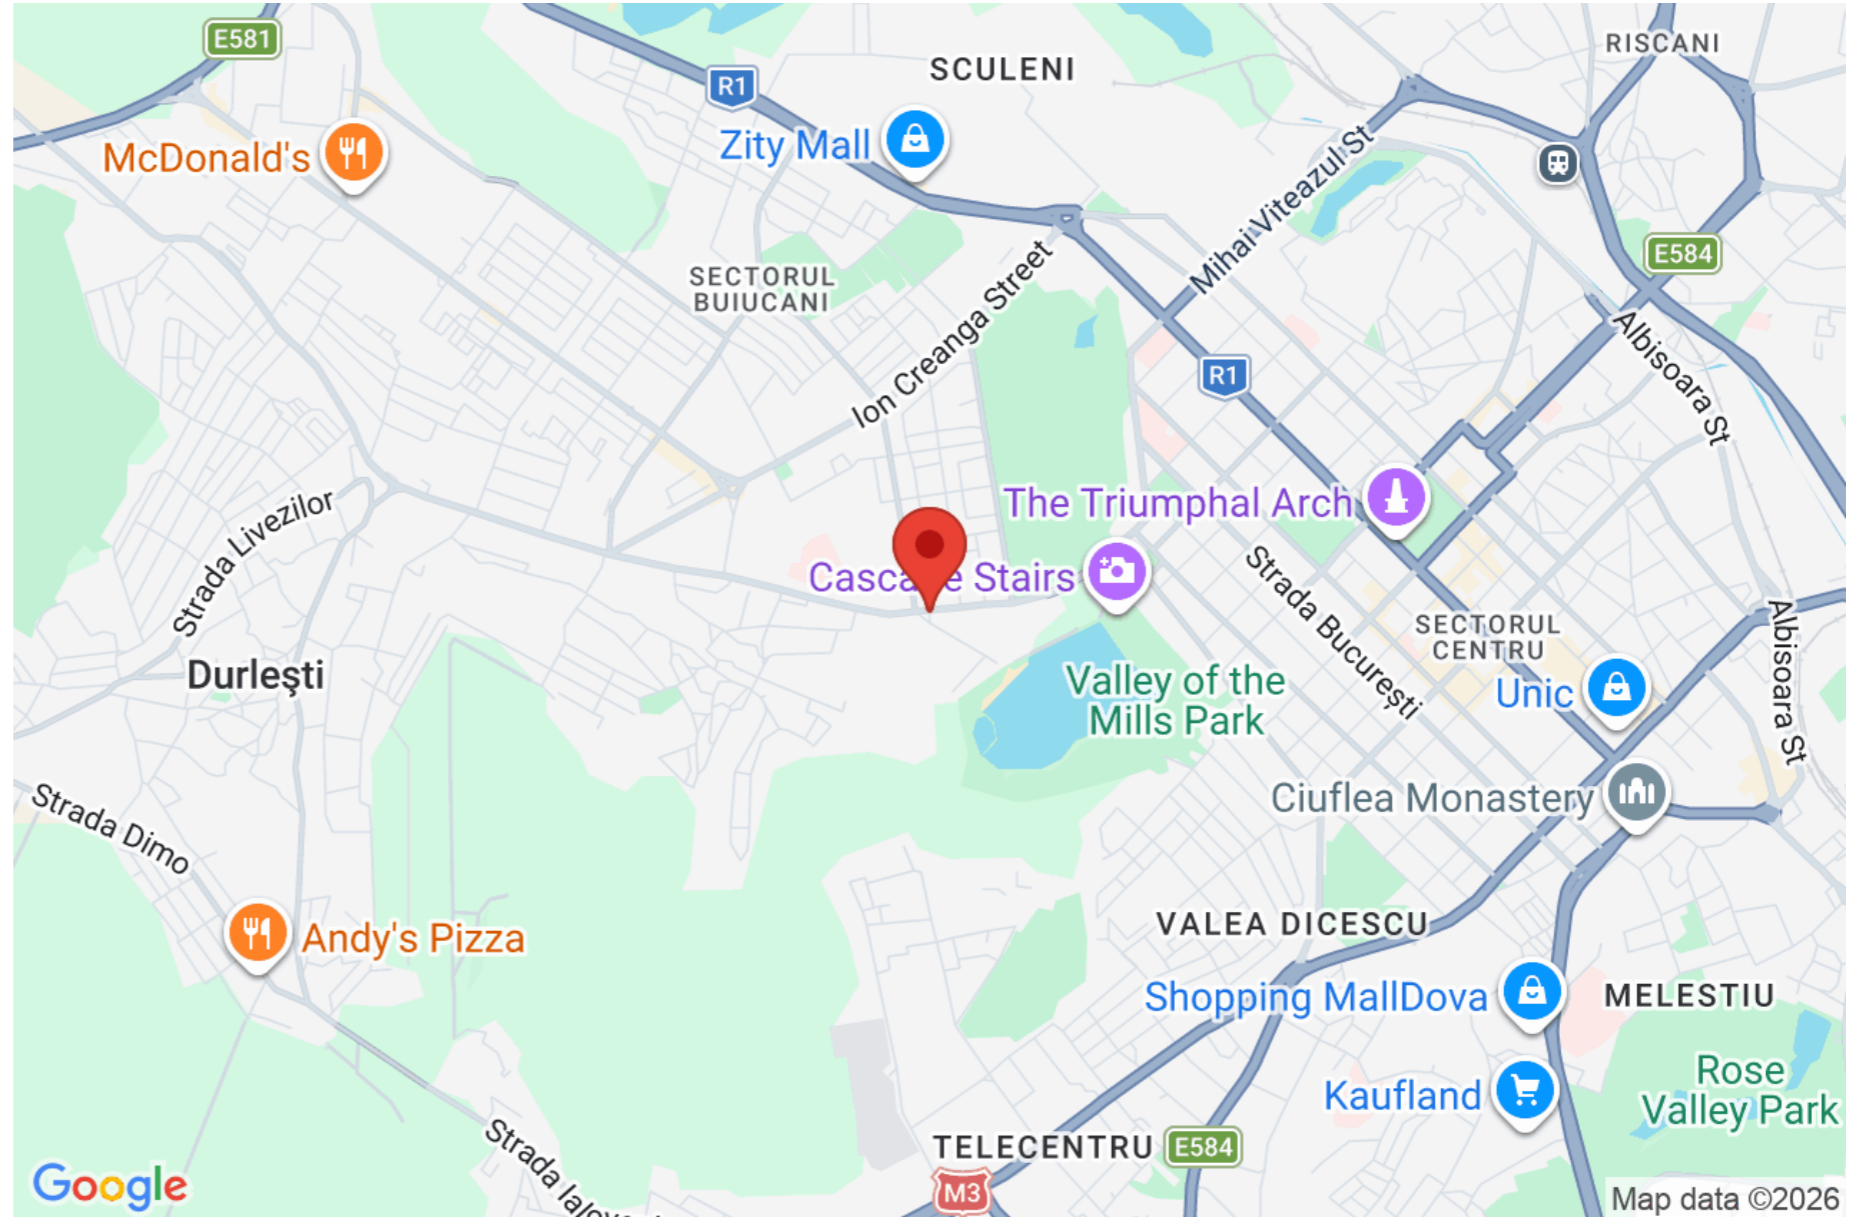 E581
R1
SCULENI
RISCANI
McDonald's
Zity Mall
Mihai Viteazul St
E584
SECTORUL
BUIUCANI
Ion Creanga Street
Albisoara St
R1
The Triumphal Arch
Strada Livezilor
Cascade Stairs
Strada București
SECTORUL
CENTRU
Albisoara St
Durleşti
Valley of the
Mills Park
Unic
Strada Dimo
Ciuflea Monastery
Andy's Pizza
VALEA DICESCU
Shopping MallDova
MELESTIU
Rose
Valley Park
Kaufland
TELECENTRU
E584
Strada
M3
Google
Map data ©2026